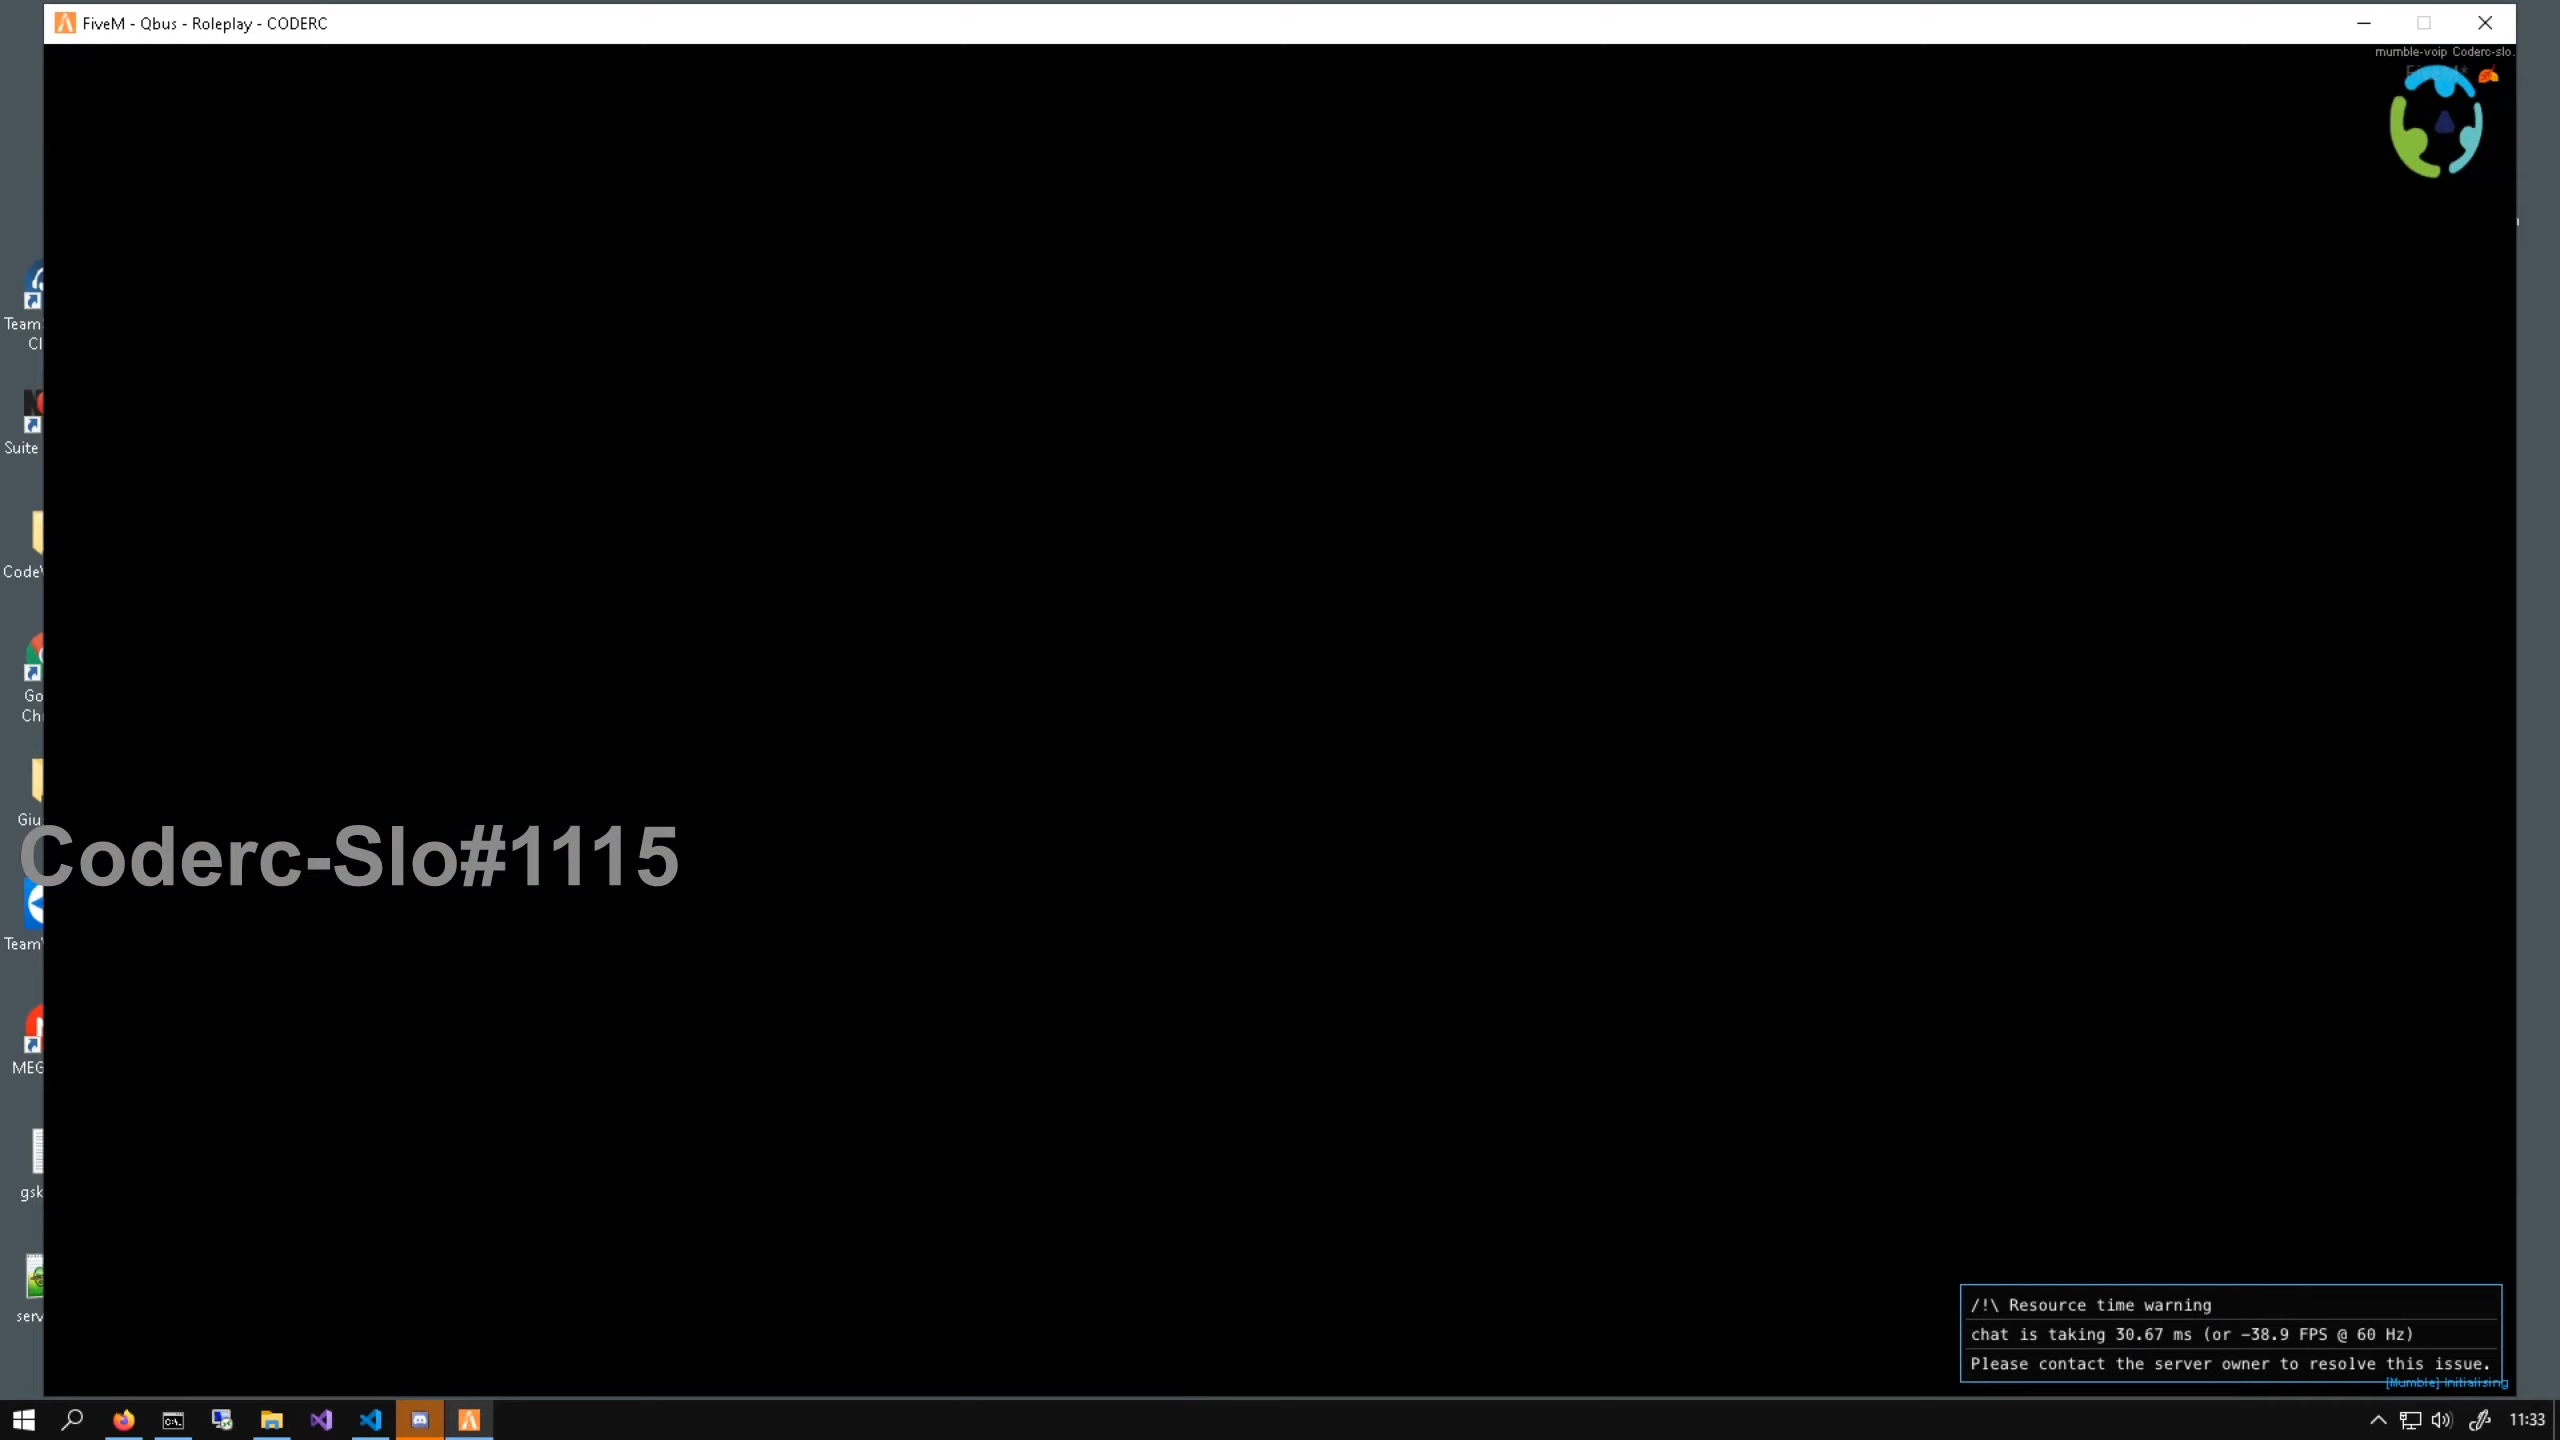 FiveM - Qbus - Roleplay - CODERC
mumble-voip Coderc-slo.
Team
Cl
Suite
Code
Go
Ch
Giu
Coderc-Slo#1115
Team
MEG
gsk
serv
/!\ Resource time warning
chat is taking 30.67 ms (or -38.9 FPS @ 60 Hz)
Please contact the server owner to resolve this issue.
[Mumble] Initialising
11:33